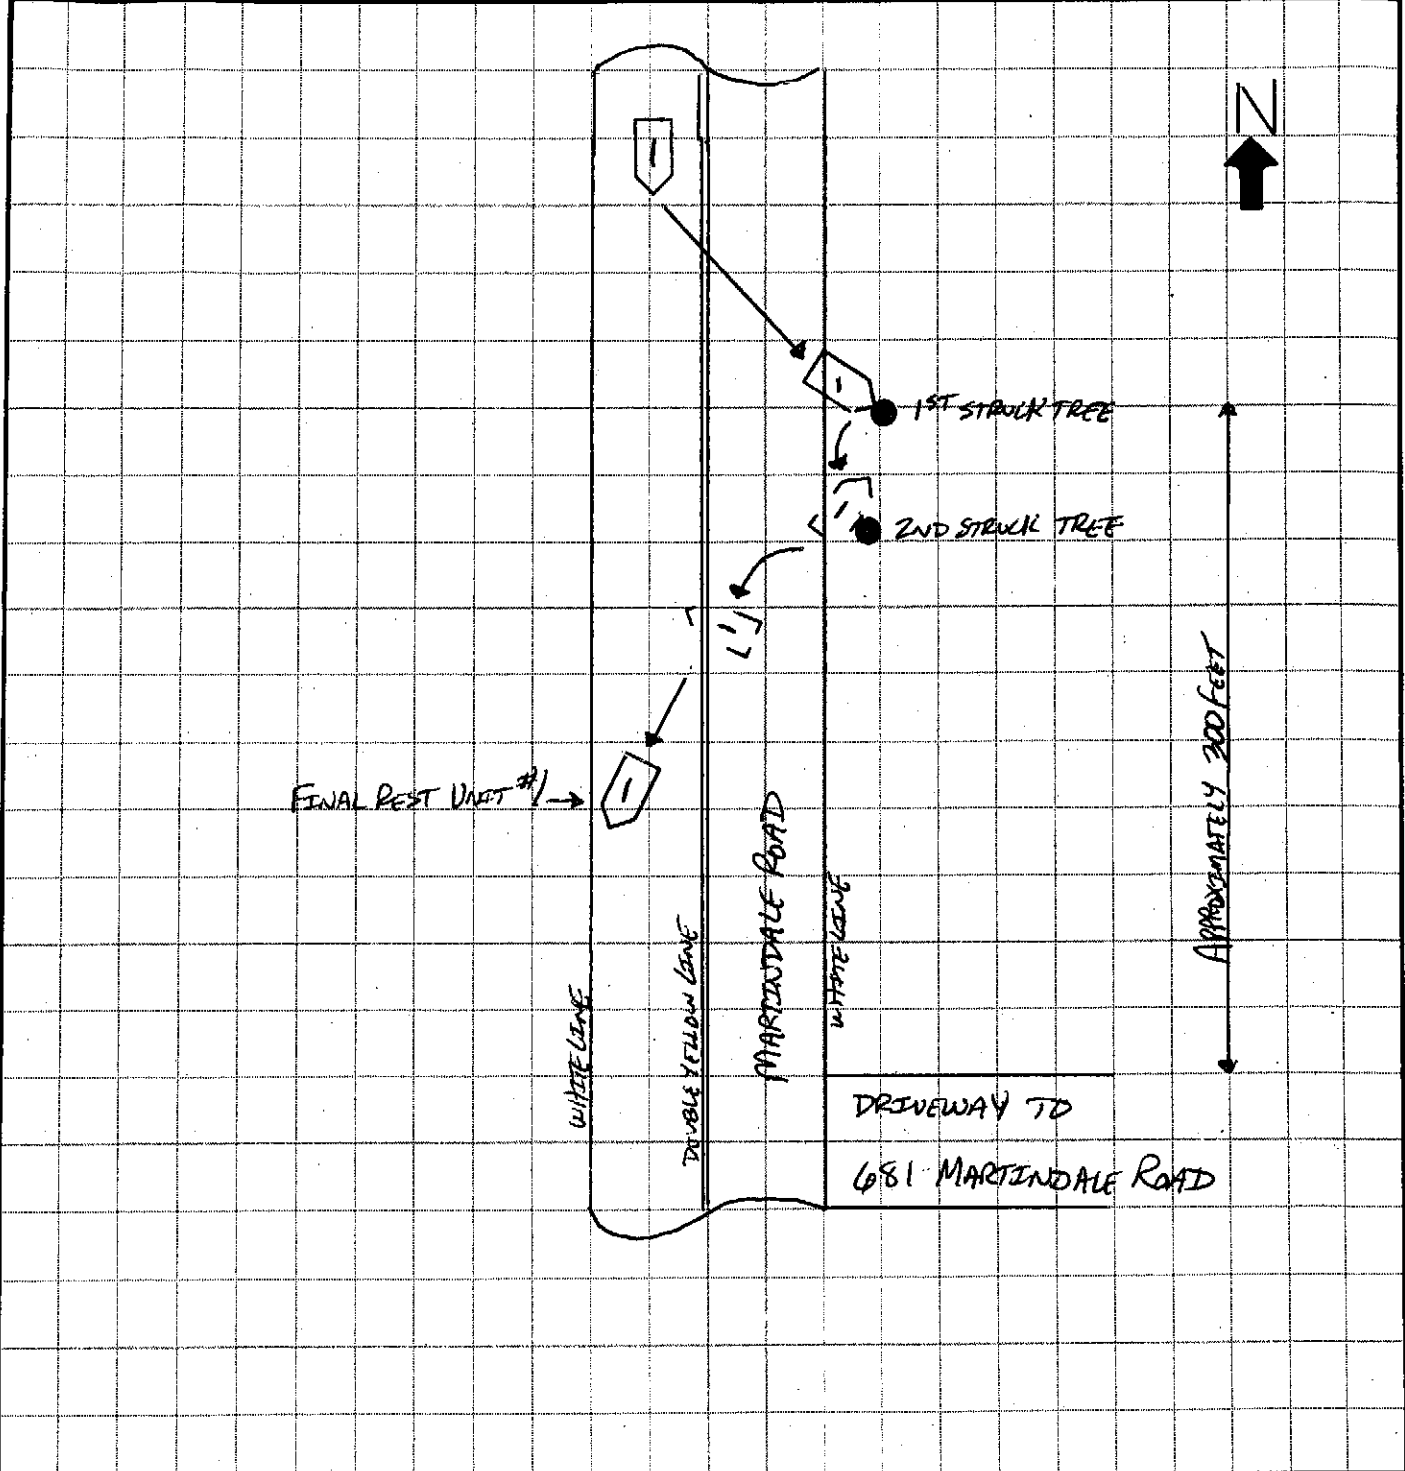 N
1
1
1ST STRUCK TREE
1
2ND STRUCK TREE
1
APPROXIMATELY 300 FEET
FINAL REST UNIT #1
1
MARTINDALE ROAD
WHITE LINE
DOUBLE YELLOW LINE
WHITE LINE
DRIVEWAY TO
681 MARTINDALE ROAD